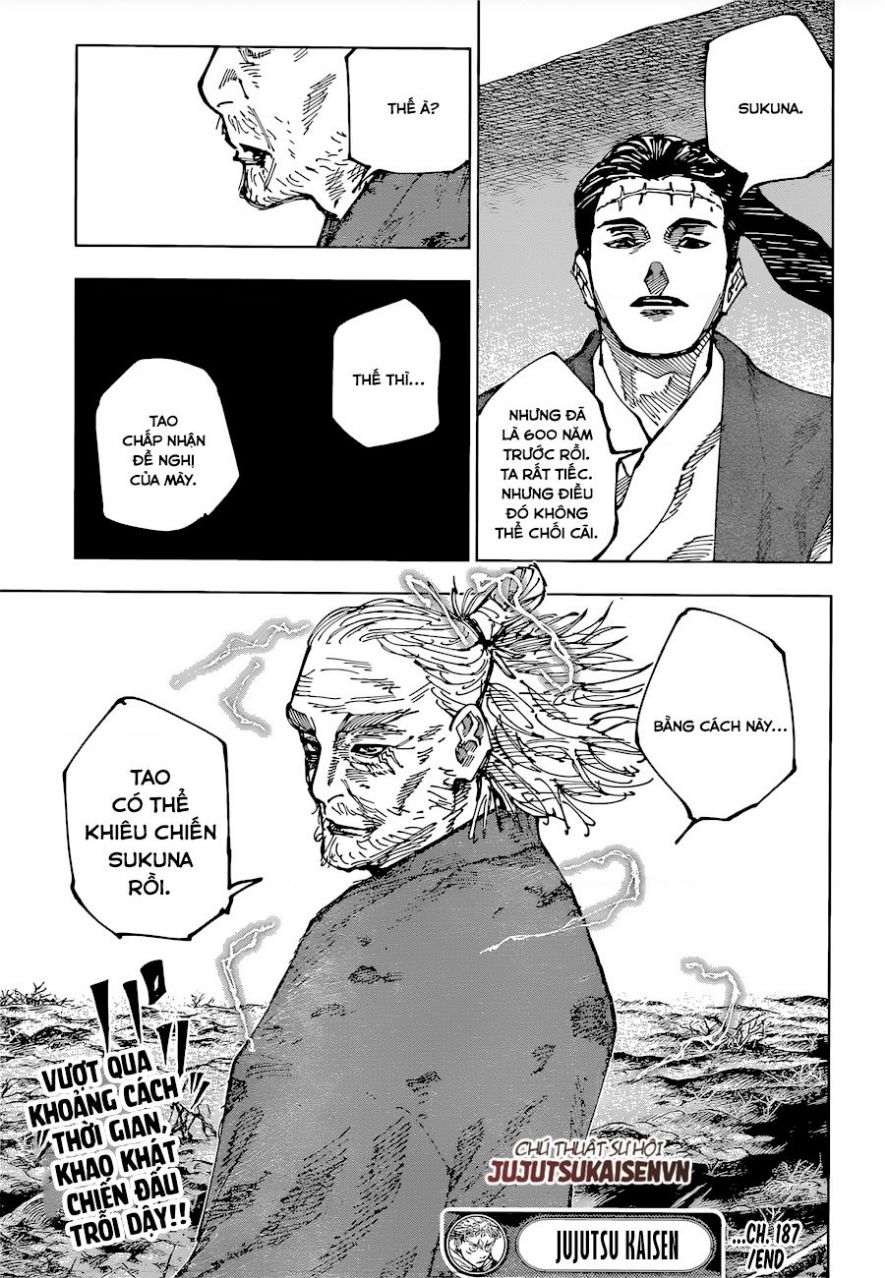 SUKUNA.
NHƯNG ĐÃ
LÀ 600 NĂM
TRƯỚC RỒI.
TA RẤT TIẾC.
NHƯNG ĐIỀU
ĐÓ KHÔNG
THỂ CHỐI CÃI.
THẾ À?
THẾ THÌ...
TAO
CHẤP NHẬN
ĐỀ NGHỊ
CỦA MÀY.
BẰNG CÁCH NÀY...
TAO
CÓ THỂ
KHIÊU CHIẾN
SUKUNA
RỒI.
VƯỢT QUA
KHOẢNG CÁCH
THỜI GIAN,
KHAO KHÁT
CHIẾN ĐẤU
TRỖI DẬY!!
CHÚ THUẬT SƯ HỒI
JUJUTSUKAISENVN
JUJUTSU KAISEN
...CH. 187
/END